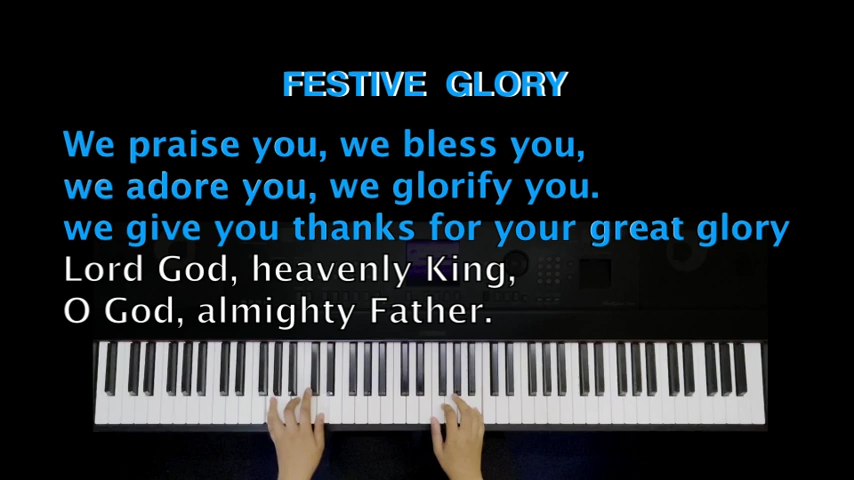 FESTIVE GLORY
We praise you, we bless you,
we adore you, we glorify you.
we give you thanks for your great glory
Lord God, heavenly King,
O God, almighty Father.